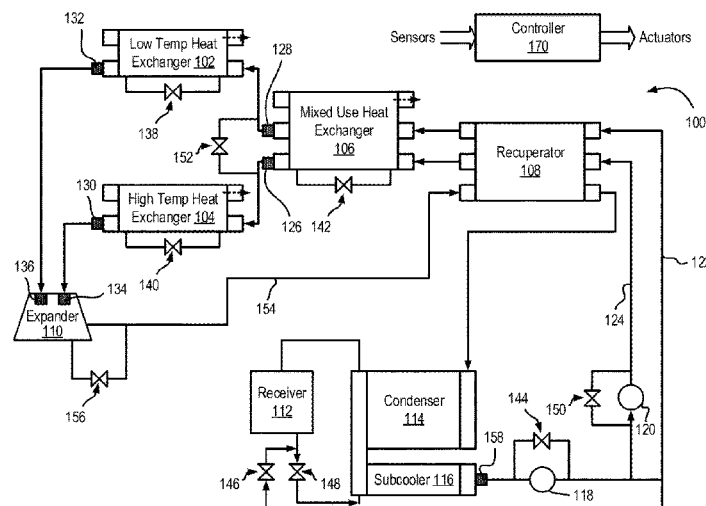 132
Low Temp Heat
Exchanger 102
138
128
152
Mixed Use Heat
Exchanger 106
142
126
Sensors
Controller
170
Actuators
100
Recuperator
108
130
High Temp Heat
Exchanger 104
140
136
134
Expander
110
156
154
124
Receiver
112
Condenser
114
144
150
120
158
146
148
Subcooler 116
118